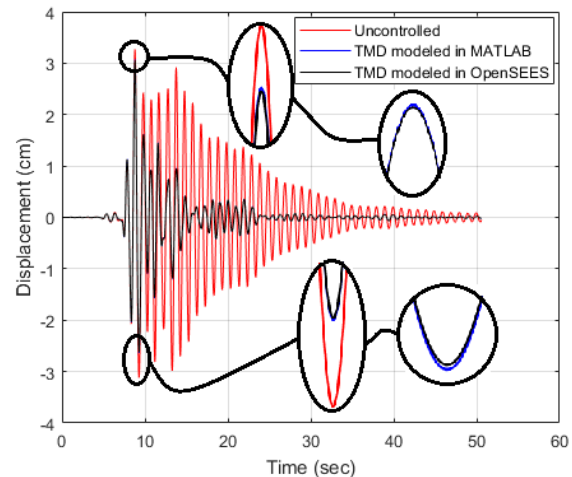 Uncontrolled
TMD modeled in MATLAB
TMD modeled in OpenSEES
4
3
2
1
0
-1
-2
-3
-4
Displacement (cm)
0 10 20 30 40 50 60
Time (sec)